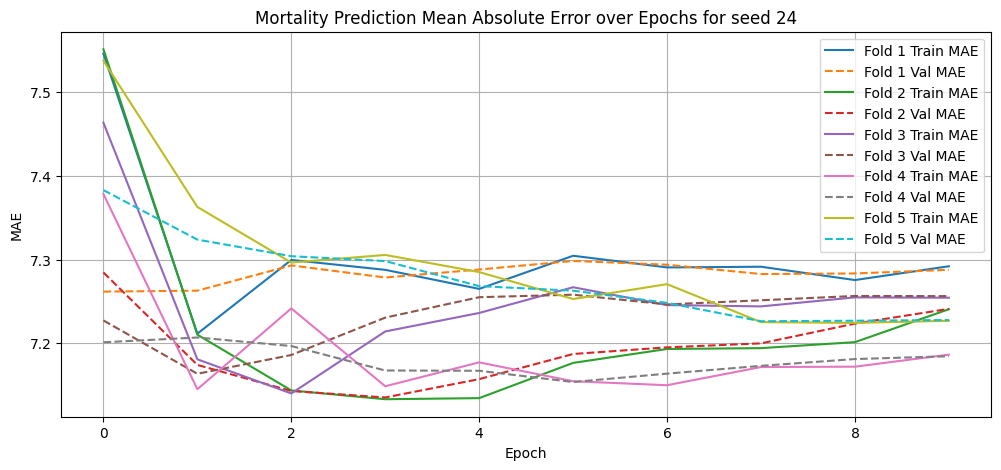 Mortality Prediction Mean Absolute Error over Epochs for seed 24
MAE
7.5
7.4
7.3
7.2
0
2
4
6
8
Epoch
Fold 1 Train MAE
Fold 1 Val MAE
Fold 2 Train MAE
Fold 2 Val MAE
Fold 3 Train MAE
Fold 3 Val MAE
Fold 4 Train MAE
Fold 4 Val MAE
Fold 5 Train MAE
Fold 5 Val MAE